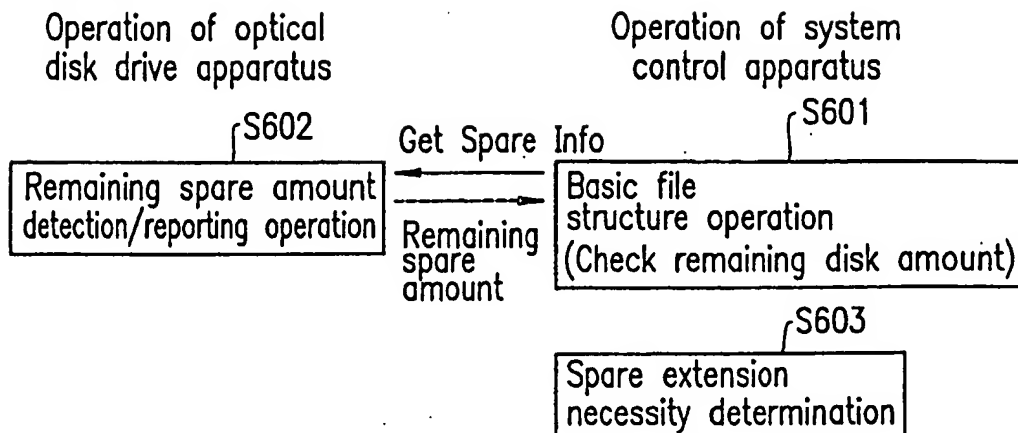 Operation of optical
disk drive apparatus
Operation of system
control apparatus
S602
Get Spare Info
S601
Remaining spare amount
detection/reporting operation
Remaining
spare
amount
Basic file
structure operation
(Check remaining disk amount)
S603
Spare extension
necessity determination